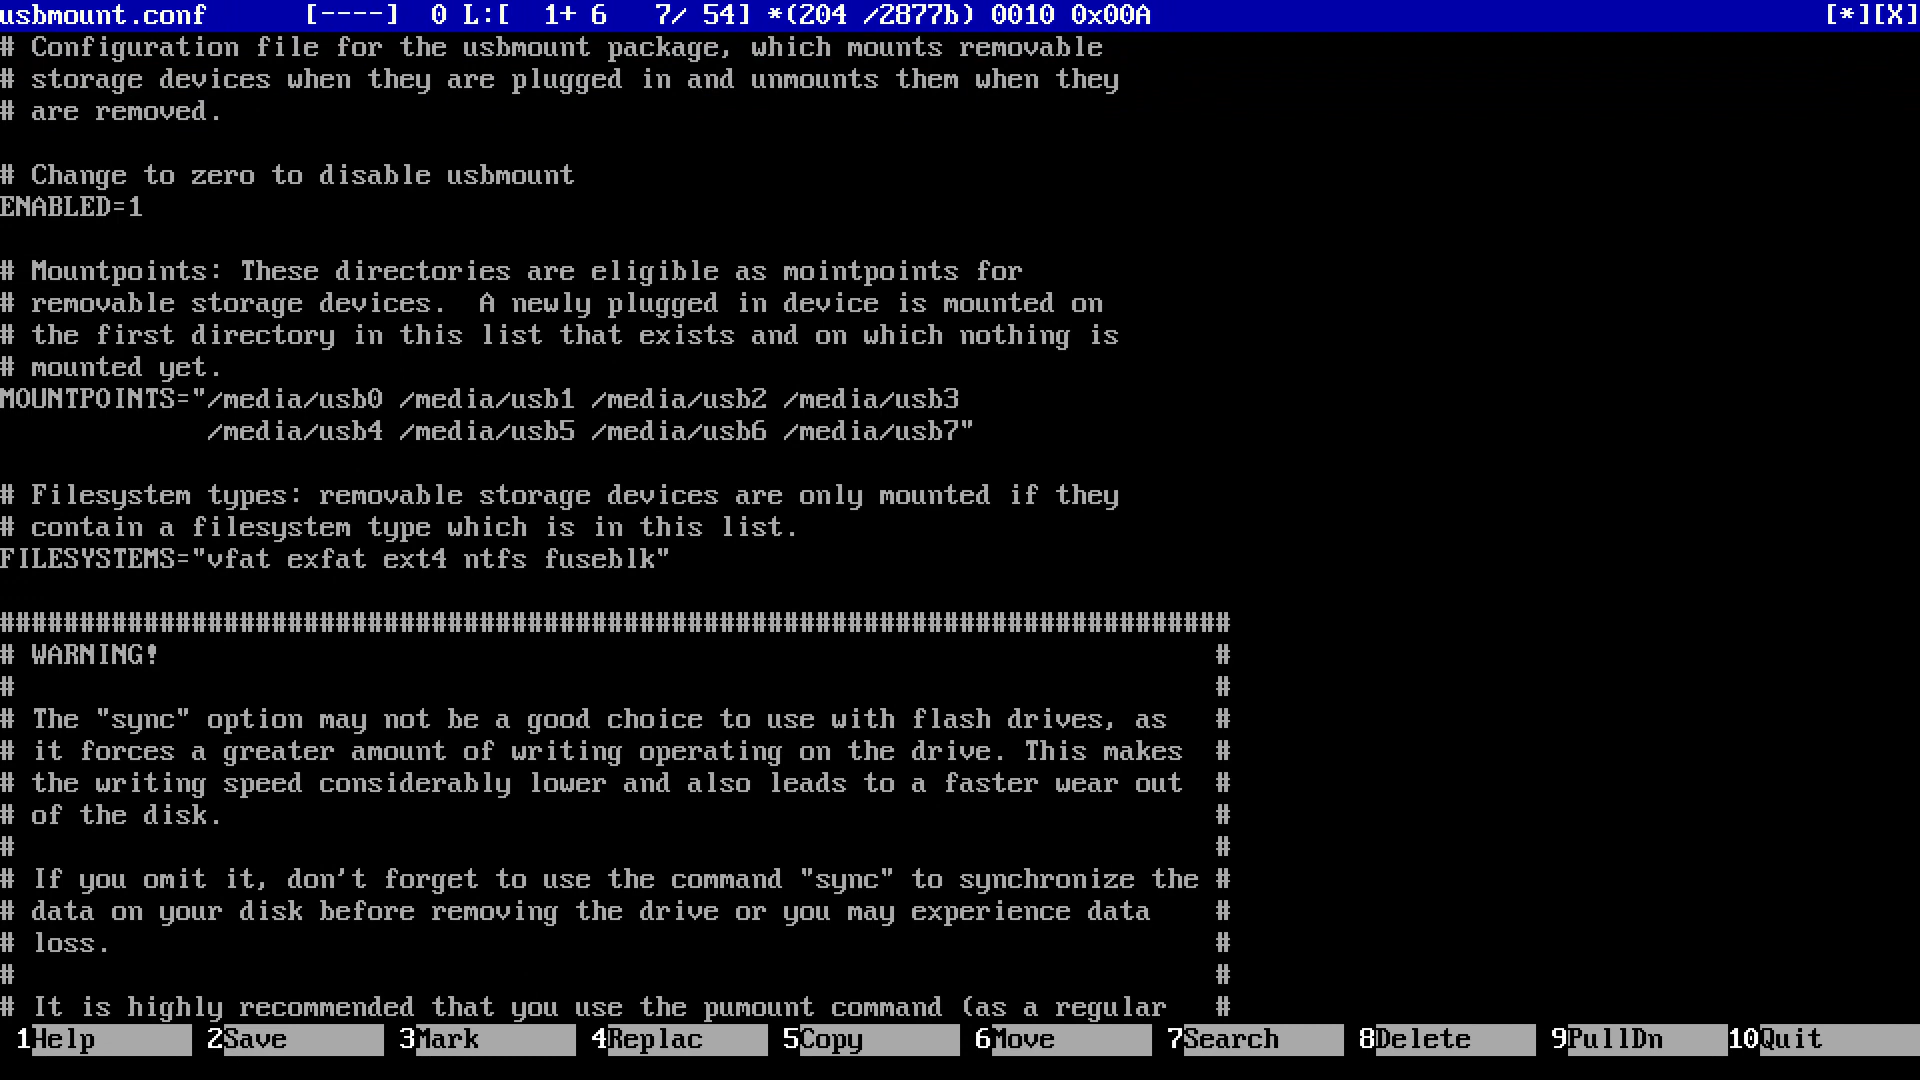 usbmount.conf      [----]  0 L:[  1+ 6   7/ 54] *(204 /2877b) 0010 0x00A                                          [*][X]
# Configuration file for the usbmount package, which mounts removable
# storage devices when they are plugged in and unmounts them when they
# are removed.

# Change to zero to disable usbmount
ENABLED=1

# Mountpoints: These directories are eligible as mointpoints for
# removable storage devices.  A newly plugged in device is mounted on
# the first directory in this list that exists and on which nothing is
# mounted yet.
MOUNTPOINTS="/media/usb0 /media/usb1 /media/usb2 /media/usb3
             /media/usb4 /media/usb5 /media/usb6 /media/usb7"

# Filesystem types: removable storage devices are only mounted if they
# contain a filesystem type which is in this list.
FILESYSTEMS="vfat exfat ext4 ntfs fuseblk"

#############################################################################
# WARNING!                                                                  #
#                                                                           #
# The "sync" option may not be a good choice to use with flash drives, as   #
# it forces a greater amount of writing operating on the drive. This makes  #
# the writing speed considerably lower and also leads to a faster wear out  #
# of the disk.                                                              #
#                                                                           #
# If you omit it, don't forget to use the command "sync" to synchronize the #
# data on your disk before removing the drive or you may experience data    #
# loss.                                                                     #
#                                                                           #
# It is highly recommended that you use the pumount command (as a regular   #
1Help 2Save 3Mark 4Replac 5Copy 6Move 7Search 8Delete 9PullDn 10Quit